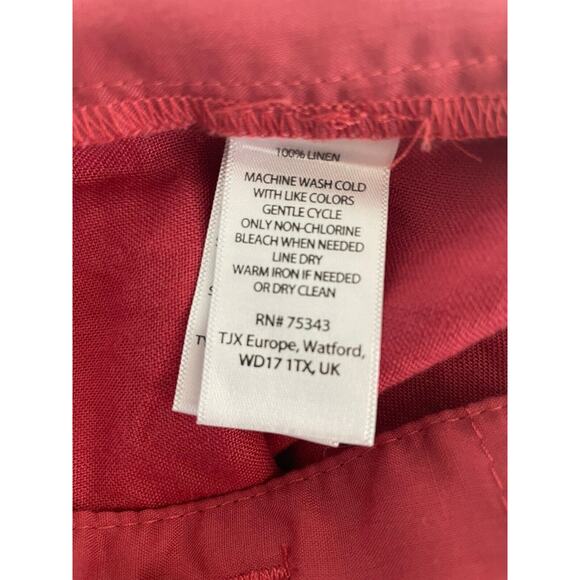 100% LINEN
MACHINE WASH COLD
WITH LIKE COLORS
GENTLE CYCLE
ONLY NON-CHLORINE
BLEACH WHEN NEEDED
LINE DRY
WARM IRON IF NEEDED
OR DRY CLEAN
RN# 75343
TJX Europe, Watford,
WD17 1TX, UK